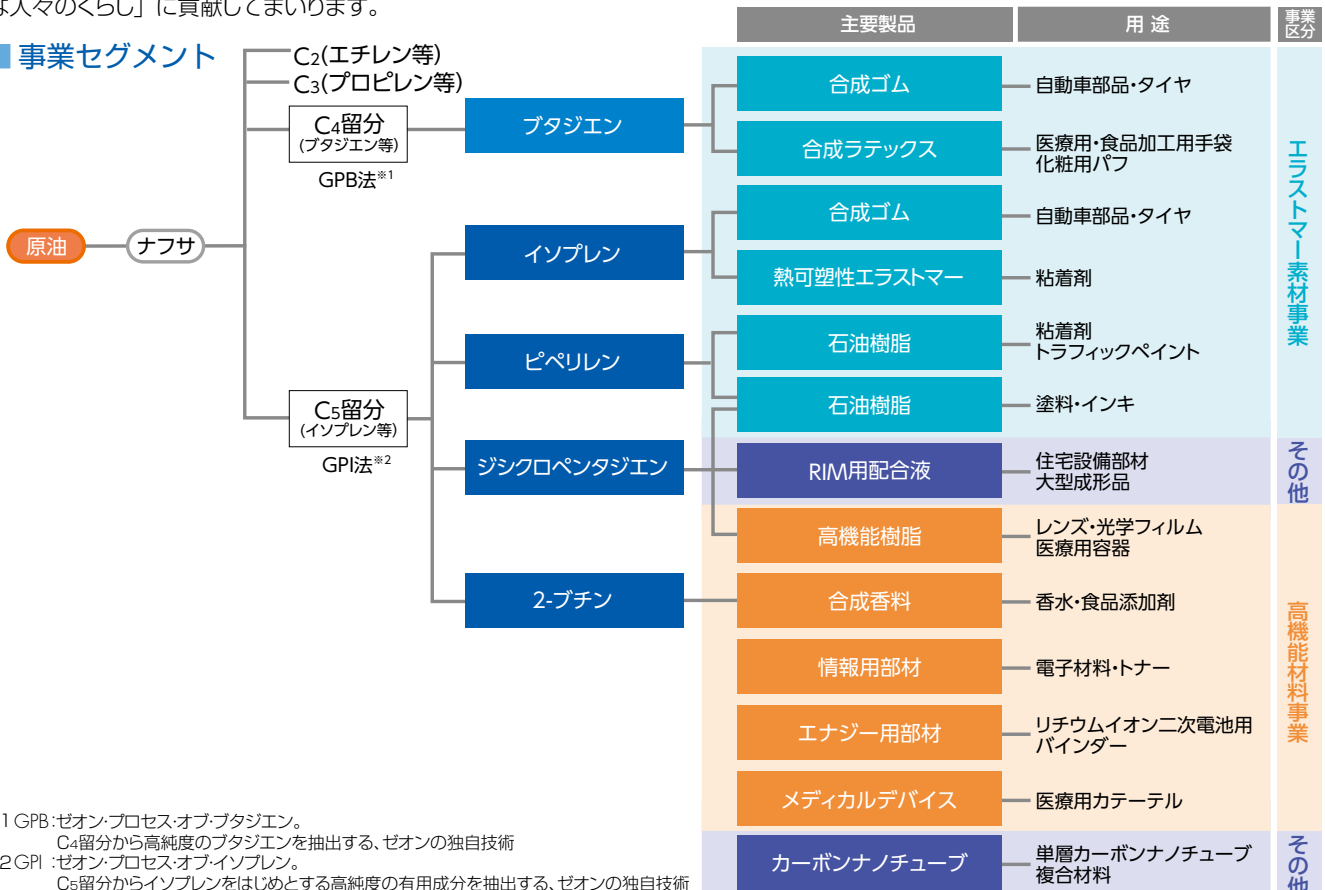 な人々のくらし」に貢献してまいります。
■ 事業セグメント
主要製品
用 途
事業
区分
C2(エチレン等)
C3(プロピレン等)
C4留分
(ブタジエン等)
GPB法※1
原油
ナフサ
C5留分
(イソプレン等)
GPI法※2
ブタジエン
イソプレン
ピペリレン
ジシクロペンタジエン
2-ブチン
合成ゴム
自動車部品・タイヤ
合成ラテックス
医療用・食品加工用手袋
化粧用パフ
合成ゴム
自動車部品・タイヤ
熱可塑性エラストマー
粘着剤
石油樹脂
粘着剤
トラフィックペイント
石油樹脂
塗料・インキ
エラストマー素材事業
RIM用配合液
住宅設備部材
大型成形品
その他
高機能樹脂
レンズ・光学フィルム
医療用容器
合成香料
香水・食品添加剤
情報用部材
電子材料・トナー
エナジー用部材
リチウムイオン二次電池用
バインダー
メディカルデバイス
医療用カテーテル
高機能材料事業
カーボンナノチューブ
単層カーボンナノチューブ
複合材料
その他
1 GPB:ゼオン・プロセス・オブ・ブタジエン。
C4留分から高純度のブタジエンを抽出する、ゼオンの独自技術
2 GPI :ゼオン・プロセス・オブ・イソプレン。
C5留分からイソプレンをはじめとする高純度の有用成分を抽出する、ゼオンの独自技術